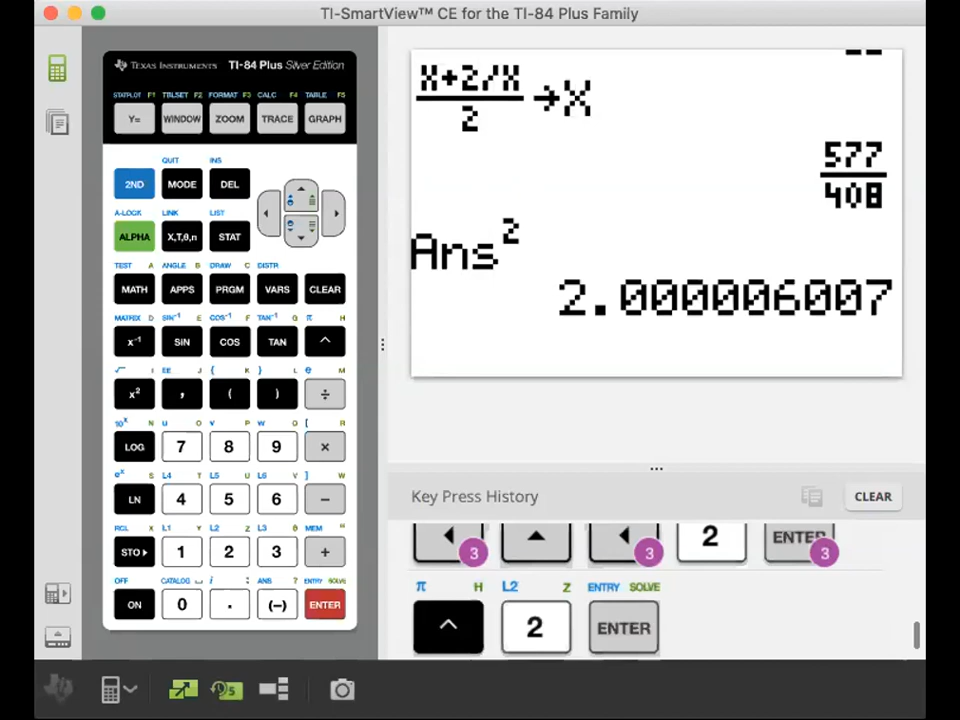 TI-SmartView™ CE for the TI-84 Plus Family
TEXAS INSTRUMENTS TI-84 Plus Silver Edition
STATPLOT F1 TBLSET F2 FORMAT F3 CALC F4 TABLE F5
Y= WINDOW ZOOM TRACE GRAPH
QUIT INS
2ND MODE DEL
A-LOCK LINK LIST
ALPHA X,T,θ,n STAT
TEST A ANGLE B DRAW C DISTR
MATH APPS PRGM VARS CLEAR
MATRIX D SIN⁻¹ E COS⁻¹ F TAN⁻¹ G π H
x⁻¹ SIN COS TAN ^
√ I EE J { K } L e M
x² , ( ) ÷
10ˣ N u O v P w Q [ R
LOG 7 8 9 ×
eˣ S L4 T L5 U L6 V ] W
LN 4 5 6 −
RCL X L1 Y L2 Z L3 θ MEM "
STO▸ 1 2 3 +
OFF CATALOG ⎵ i : ANS ? ENTRY SOLVE
ON 0 . (−) ENTER
X+2/X
2
→X
577
408
Ans²
2.000006007
Key Press History
CLEAR
3 3 2 ENTER 3
π H L2 Z ENTRY SOLVE
^ 2 ENTER
5